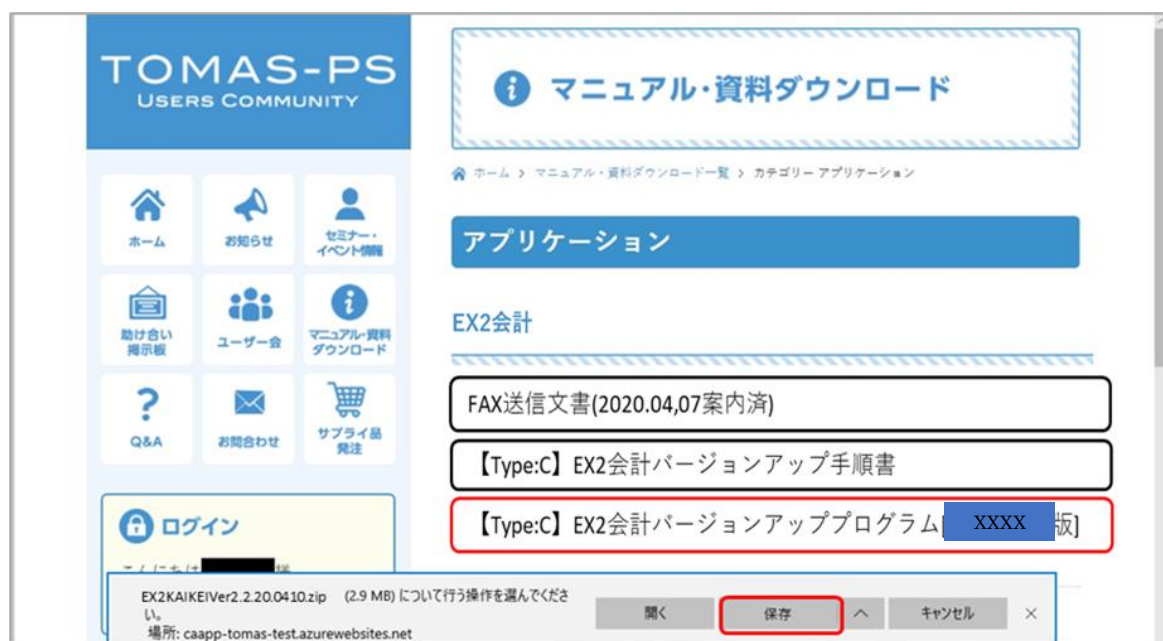 TOMAS-PS
USERS COMMUNITY
マニュアル・資料ダウンロード
ホーム > マニュアル・資料ダウンロード一覧 > カテゴリー アプリケーション
ホーム
お知らせ
セミナー・
イベント情報
助け合い
掲示板
ユーザー会
マニュアル・資料
ダウンロード
Q&A
お問合わせ
サプライ品
発注
アプリケーション
EX2会計
FAX送信文書(2020.04,07案内済)
【Type:C】EX2会計バージョンアップ手順書
【Type:C】EX2会計バージョンアッププログラム[ XXXX 版]
ログイン
EX2KAIKEIVer2.2.20.0410.zip (2.9 MB) について行う操作を選んでくださ
い。
場所: caapp-tomas-test.azurewebsites.net
開く
保存
キャンセル